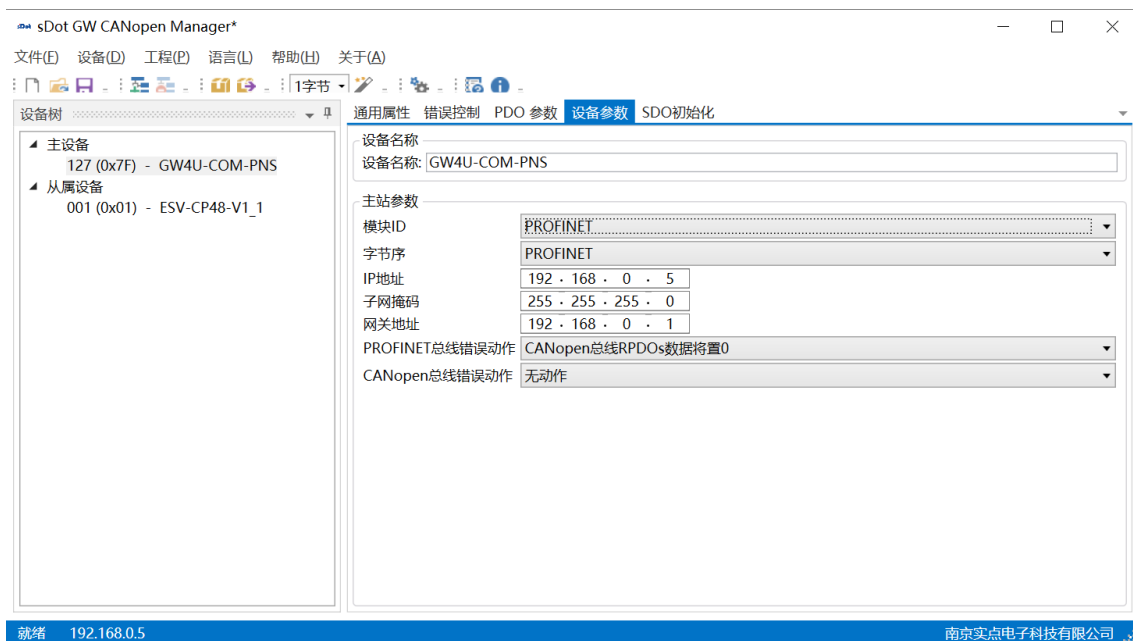 sDot GW CANopen Manager*
文件(F) 设备(D) 工程(P) 语言(L) 帮助(H) 关于(A)
1字节
设备树
通用属性 错误控制 PDO 参数 设备参数 SDO初始化
主设备
127 (0x7F) - GW4U-COM-PNS
从属设备
001 (0x01) - ESV-CP48-V1_1
设备名称
设备名称: GW4U-COM-PNS
主站参数
模块ID PROFINET
字节序 PROFINET
IP地址 192 . 168 . 0 . 5
子网掩码 255 . 255 . 255 . 0
网关地址 192 . 168 . 0 . 1
PROFINET总线错误动作 CANopen总线RPDOs数据将置0
CANopen总线错误动作 无动作
就绪 192.168.0.5 南京实点电子科技有限公司